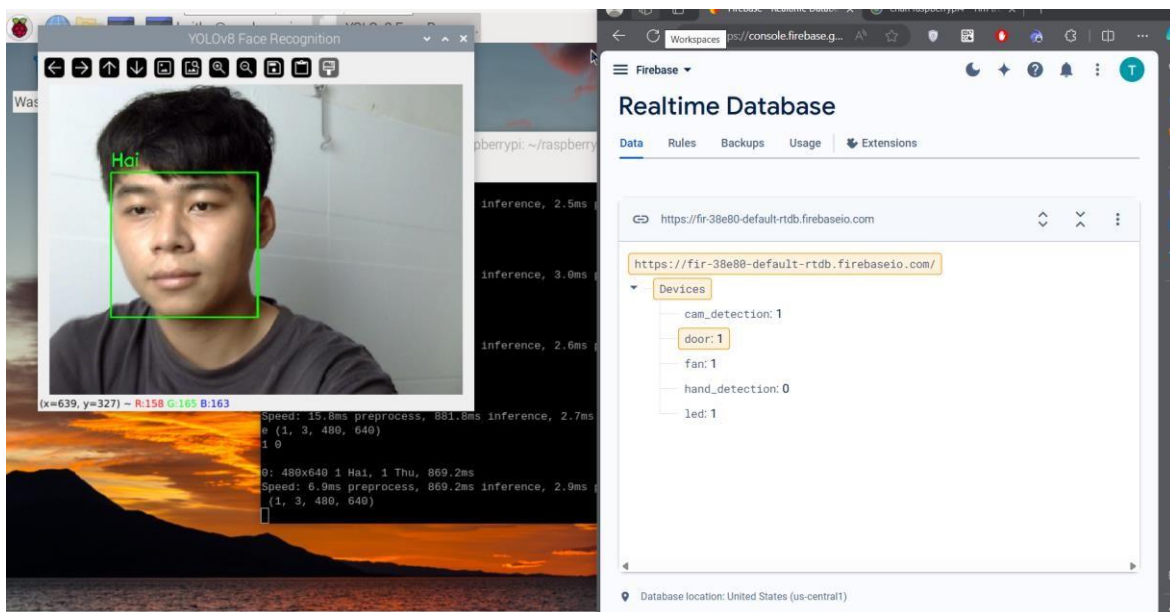 YOLOv8 Face Recognition
Was
Hai
(x=639, y=327) ~ R:158 G:165 B:163
pberrypi: ~/raspberry
inference, 2.5ms
inference, 3.0ms
inference, 2.6ms
Speed: 15.8ms preprocess, 881.8ms inference, 2.7ms
e (1, 3, 480, 640)
1 0
0: 480x640 1 Hai, 1 Thu, 869.2ms
Speed: 6.9ms preprocess, 869.2ms inference, 2.9ms
(1, 3, 480, 640)
Workspaces
ps://console.firebase.g...
Firebase
T
Realtime Database
Data Rules Backups Usage Extensions
https://fir-38e80-default-rtdb.firebaseio.com
https://fir-38e80-default-rtdb.firebaseio.com/
Devices
cam_detection: 1
door: 1
fan: 1
hand_detection: 0
led: 1
Database location: United States (us-central1)